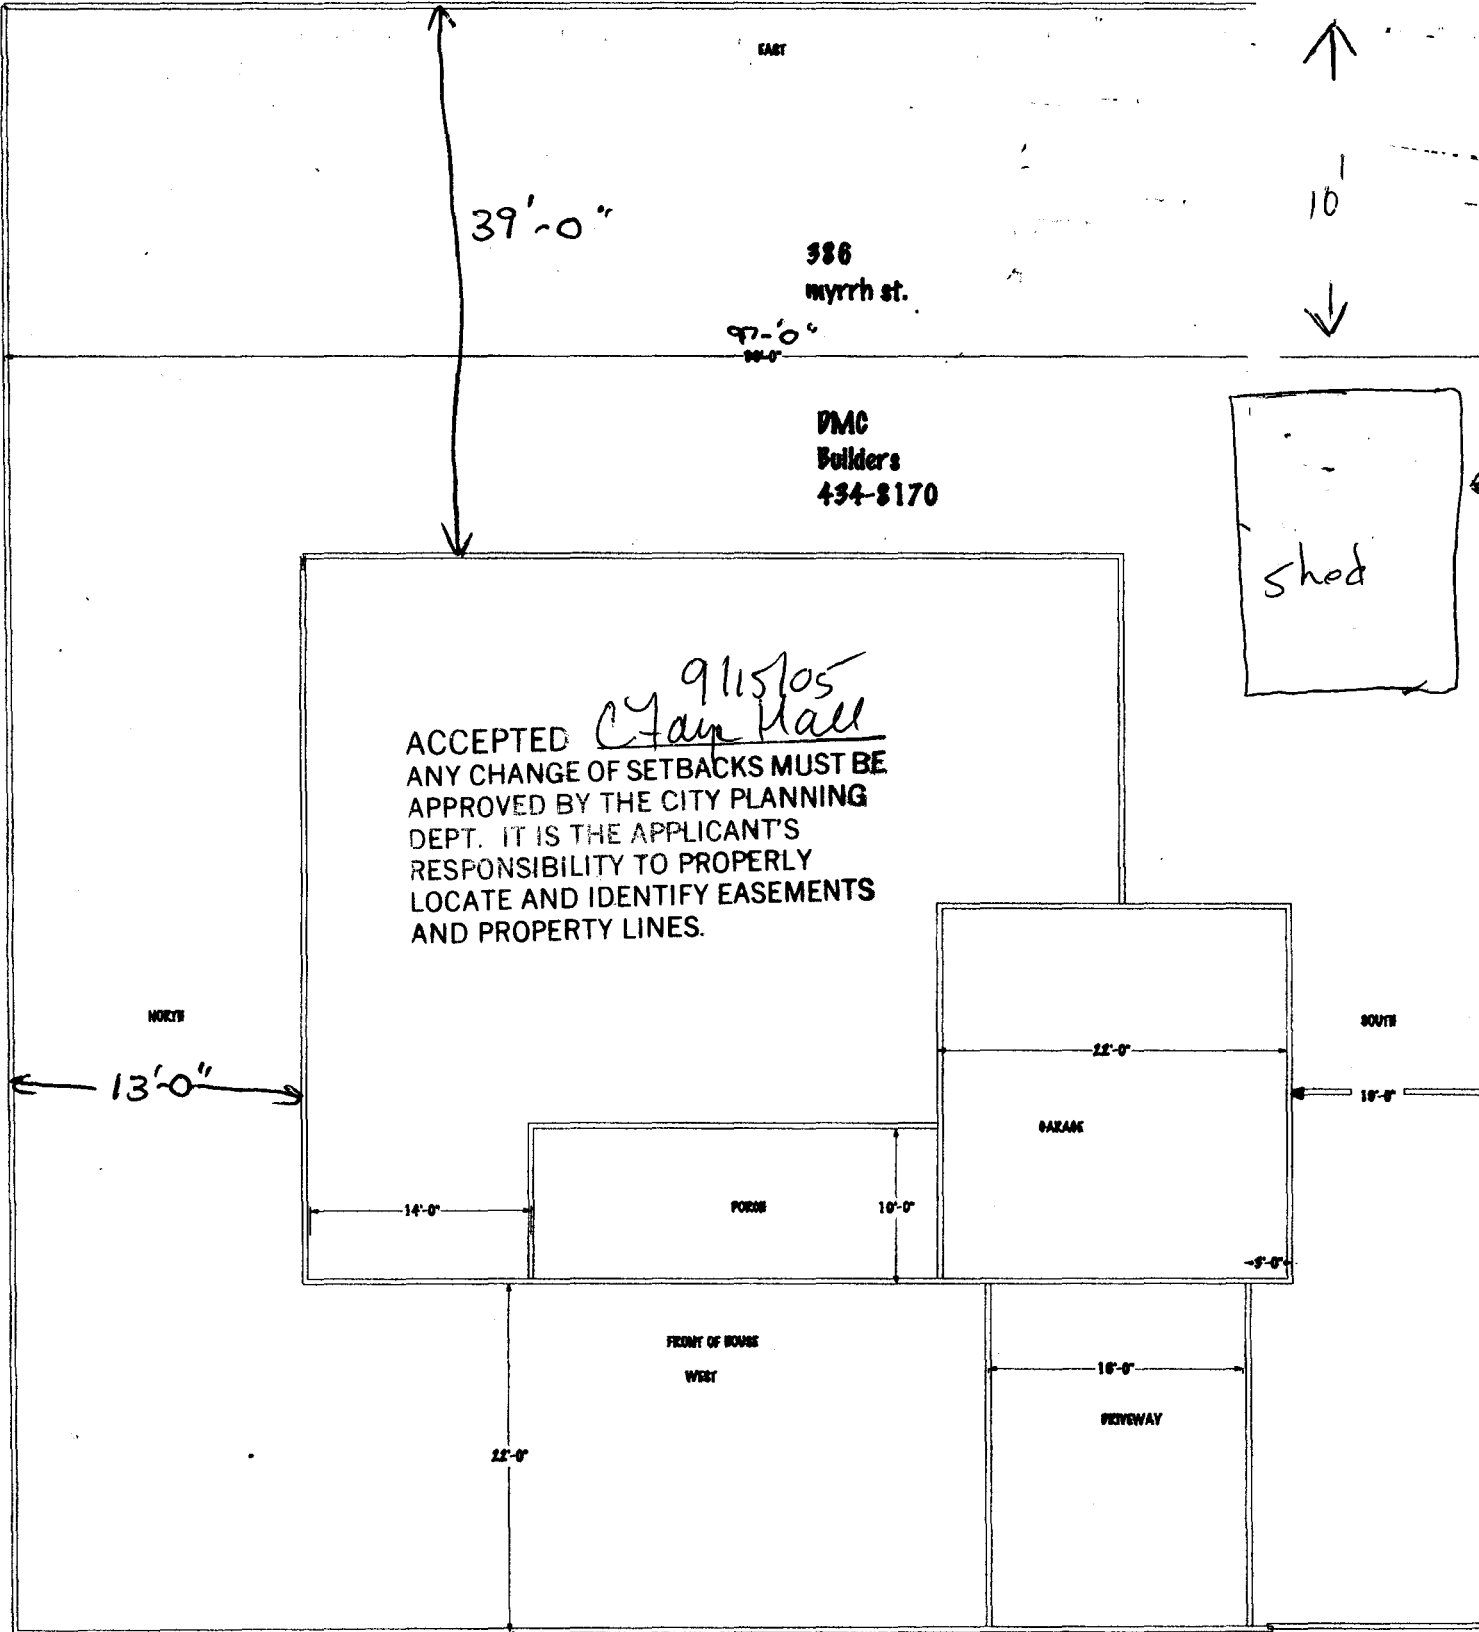 EAST
10'
39'-0"
386
myrrh st.
97-'0"
DMC
Builders
434-8170
shed
9/15/05
ACCEPTED C Faye Hall
ANY CHANGE OF SETBACKS MUST BE
APPROVED BY THE CITY PLANNING
DEPT. IT IS THE APPLICANT'S
RESPONSIBILITY TO PROPERLY
LOCATE AND IDENTIFY EASEMENTS
AND PROPERTY LINES.
NORTH
SOUTH
22'-0"
13'-0"
GARAGE
14'-0"
PORCH
10'-0"
FRONT OF HOUSE
WEST
16'-0"
DRIVEWAY
22'-0"